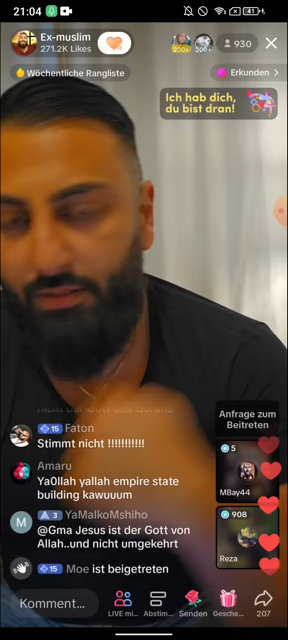 21:04
41
Ex-muslim
271.2K Likes
200+
200+
930
Wöchentliche Rangliste
Erkunden >
Ich hab dich,
du bist dran!
Anfrage zum
Beitreten
15 Faton
Stimmt nicht !!!!!!!!!!!
Amaru
Ya0llah yallah empire state
building kawuuum
M
3 YaMalkoMshiho
@Gma Jesus ist der Gott von
Allah..und nicht umgekehrt
15 Moe ist beigetreten
5
MBay44
908
Reza
Komment...
LIVE mi...
Abstim...
Senden
Gesche...
207